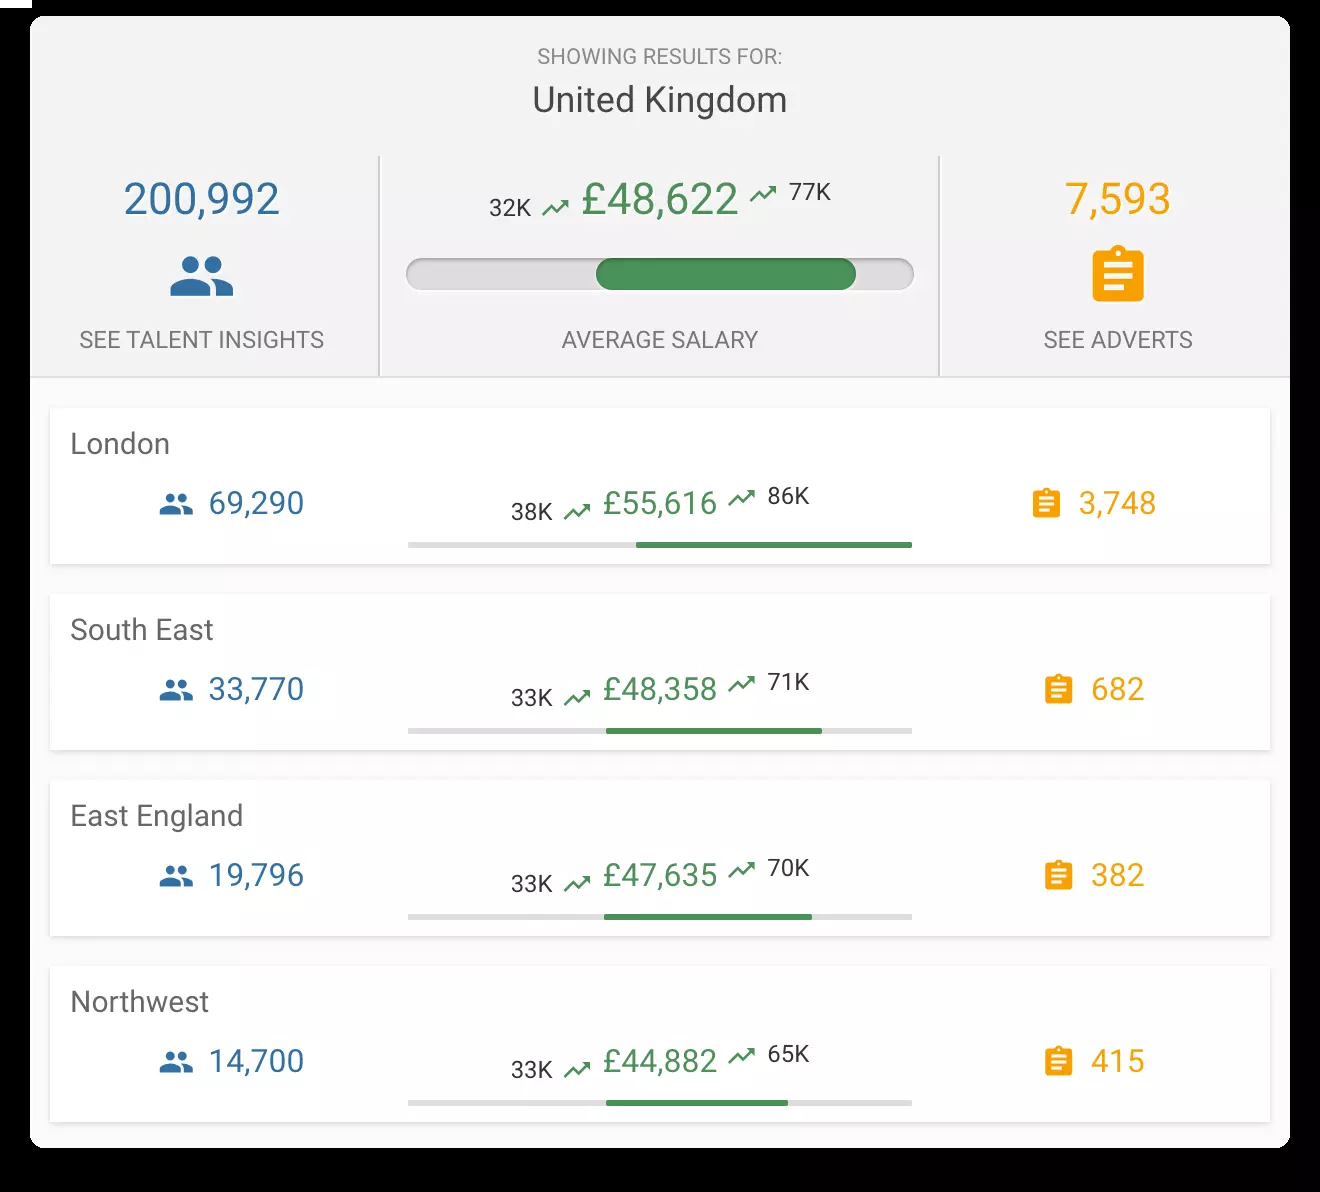 SHOWING RESULTS FOR:
United Kingdom
200,992
32K £48,622 77K
7,593
SEE TALENT INSIGHTS
AVERAGE SALARY
SEE ADVERTS
London
69,290 38K £55,616 86K 3,748
South East
33,770 33K £48,358 71K 682
East England
19,796 33K £47,635 70K 382
Northwest
14,700 33K £44,882 65K 415